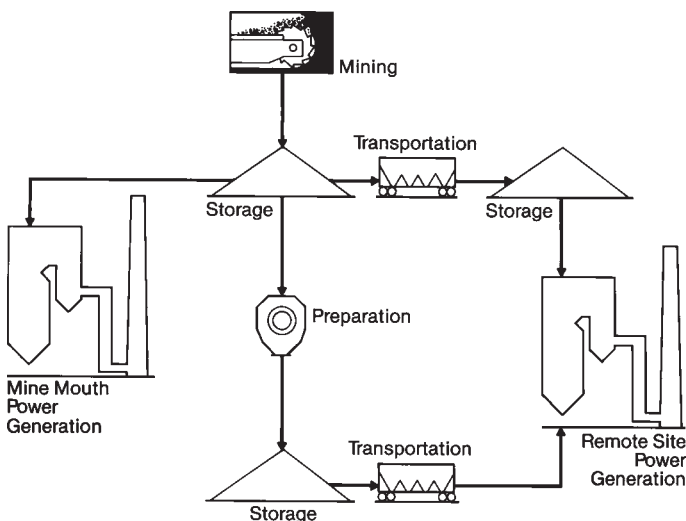 Mining
Transportation
Storage
Storage
Preparation
Mine Mouth
Power
Generation
Transportation
Remote Site
Power
Generation
Storage